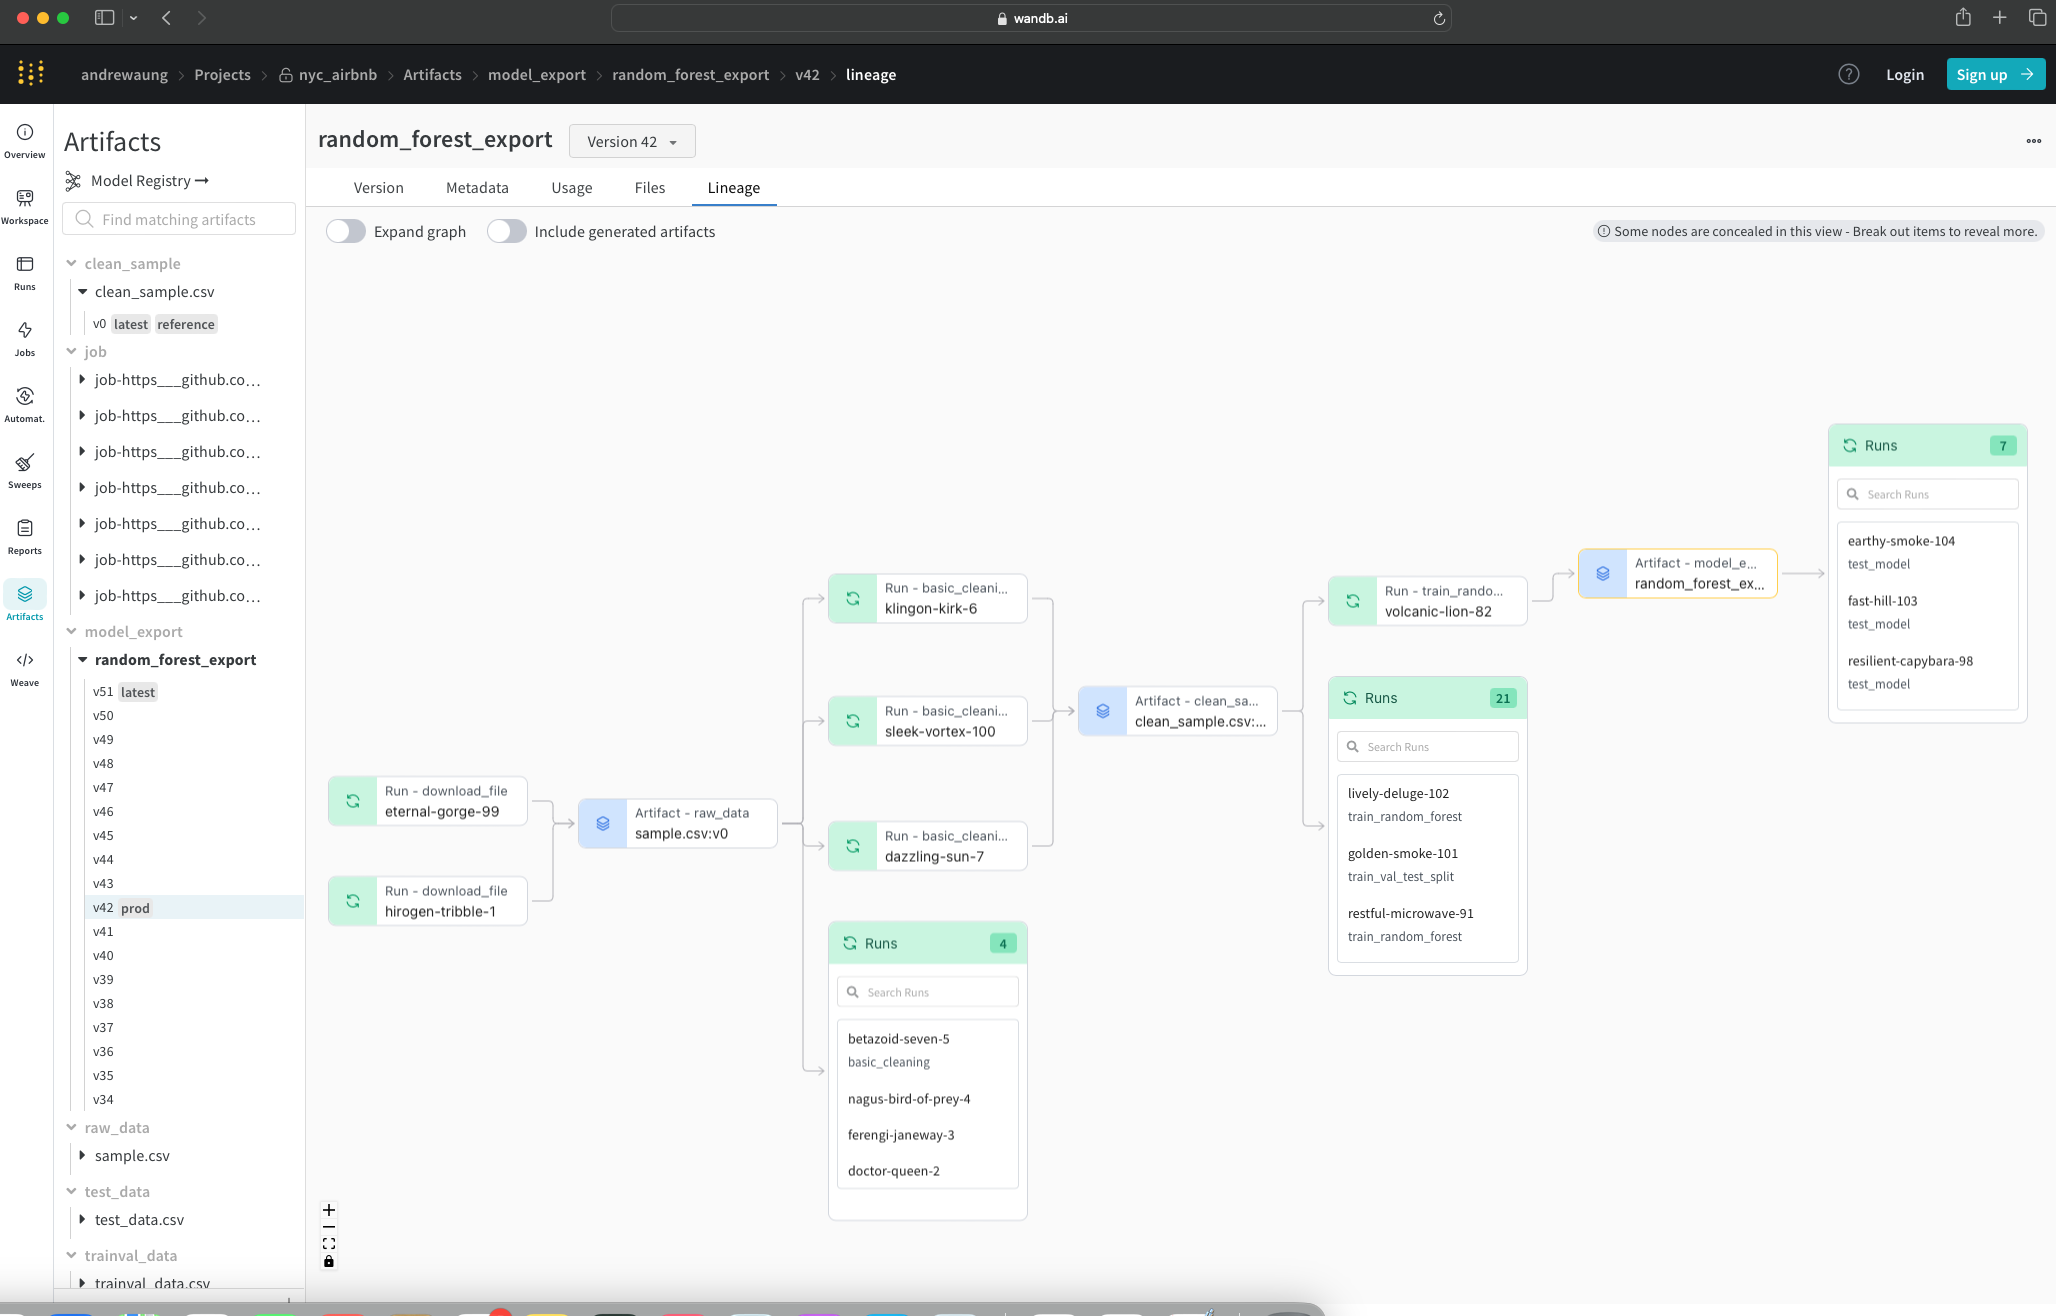 wandb.ai
andrewaung > Projects > nyc_airbnb > Artifacts > model_export > random_forest_export > v42 > lineage
Login
Sign up →
Overview
Workspace
Runs
Jobs
Automat.
Sweeps
Reports
Artifacts
Weave
Artifacts
Model Registry →
Find matching artifacts
clean_sample
clean_sample.csv
v0 latest reference
job
job-https___github.co...
job-https___github.co...
job-https___github.co...
job-https___github.co...
job-https___github.co...
job-https___github.co...
job-https___github.co...
model_export
random_forest_export
v51 latest
v50
v49
v48
v47
v46
v45
v44
v43
v42 prod
v41
v40
v39
v38
v37
v36
v35
v34
raw_data
sample.csv
test_data
test_data.csv
trainval_data
trainval_data.csv
random_forest_export
Version 42
Version Metadata Usage Files Lineage
Expand graph
Include generated artifacts
Some nodes are concealed in this view - Break out items to reveal more.
Run - download_file
eternal-gorge-99
Run - download_file
hirogen-tribble-1
Artifact - raw_data
sample.csv:v0
Run - basic_cleani...
klingon-kirk-6
Run - basic_cleani...
sleek-vortex-100
Run - basic_cleani...
dazzling-sun-7
Runs 4
Search Runs
betazoid-seven-5
basic_cleaning
nagus-bird-of-prey-4
ferengi-janeway-3
doctor-queen-2
Artifact - clean_sa...
clean_sample.csv:...
Run - train_rando...
volcanic-lion-82
Runs 21
Search Runs
lively-deluge-102
train_random_forest
golden-smoke-101
train_val_test_split
restful-microwave-91
train_random_forest
Artifact - model_e...
random_forest_ex...
Runs 7
Search Runs
earthy-smoke-104
test_model
fast-hill-103
test_model
resilient-capybara-98
test_model